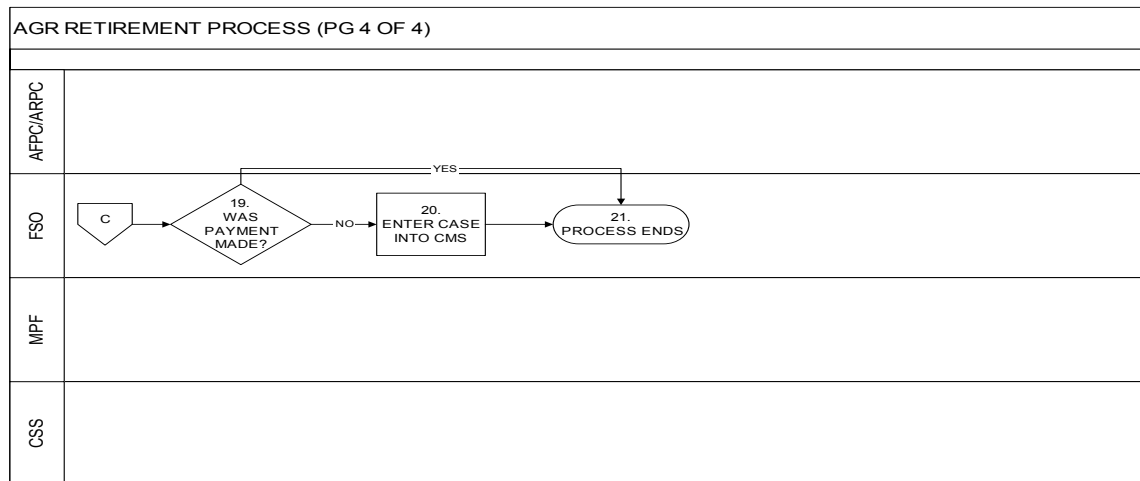 AGR RETIREMENT PROCESS (PG 4 OF 4)
AFPC/ARPC
YES
FSO
C
19.
WAS
PAYMENT
MADE?
NO
20.
ENTER CASE
INTO CMS
21.
PROCESS ENDS
MPF
CSS